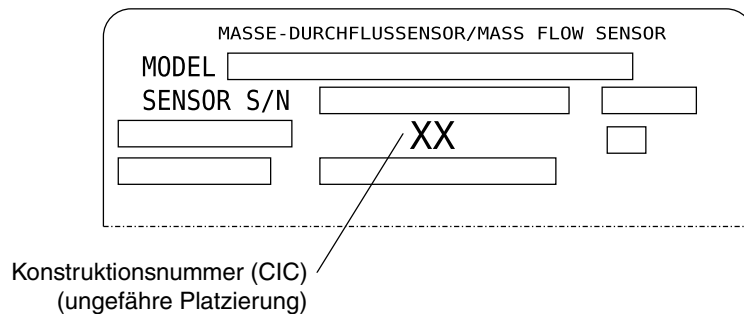 MASSE-DURCHFLUSSENSOR/MASS FLOW SENSOR
MODEL
SENSOR S/N
XX
Konstruktionsnummer (CIC)
(ungefähre Platzierung)